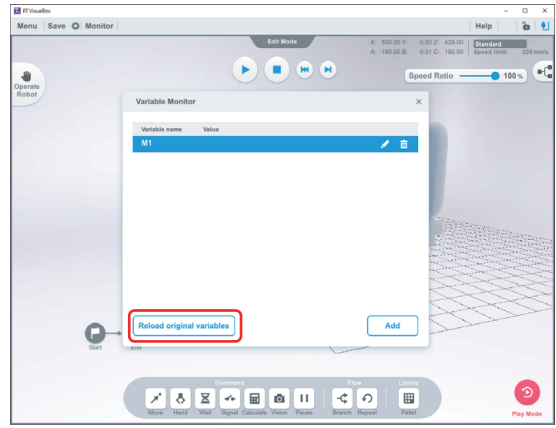 RT VisualBox
Menu Save Monitor Help
Edit Mode
X: 500.00 Y: 0.00 Z: 429.00
A: -180.00 B: 0.01 C: 180.00
Standard
Speed limit: 250 mm/s
Operate
Robot
Speed Ratio 100 %
Variable Monitor
Variable name Value
M1
Reload original variables
Add
Start
End
Command Flow Library
Move Hand Wait Signal Calculate Vision Pause Branch Repeat Pallet
Play Mode